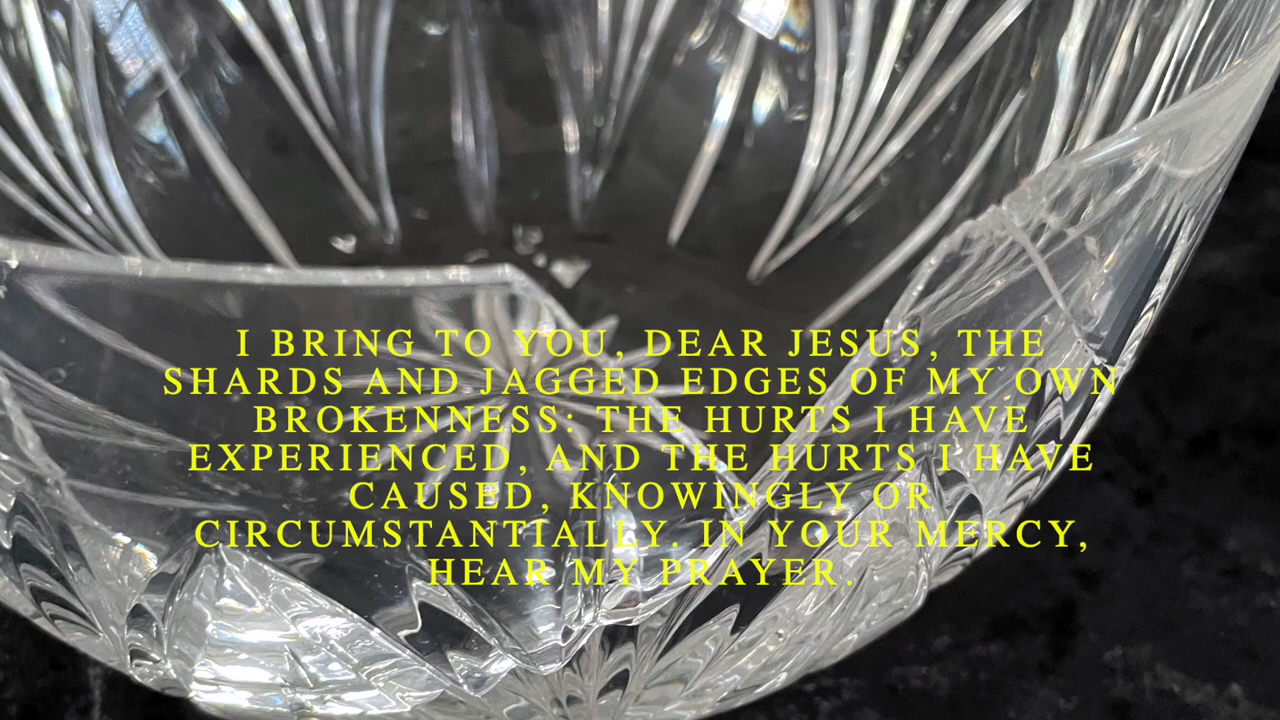 I BRING TO YOU, DEAR JESUS, THE
SHARDS AND JAGGED EDGES OF MY OWN
BROKENNESS: THE HURTS I HAVE
EXPERIENCED, AND THE HURTS I HAVE
CAUSED, KNOWINGLY OR
CIRCUMSTANTIALLY. IN YOUR MERCY,
HEAR MY PRAYER.